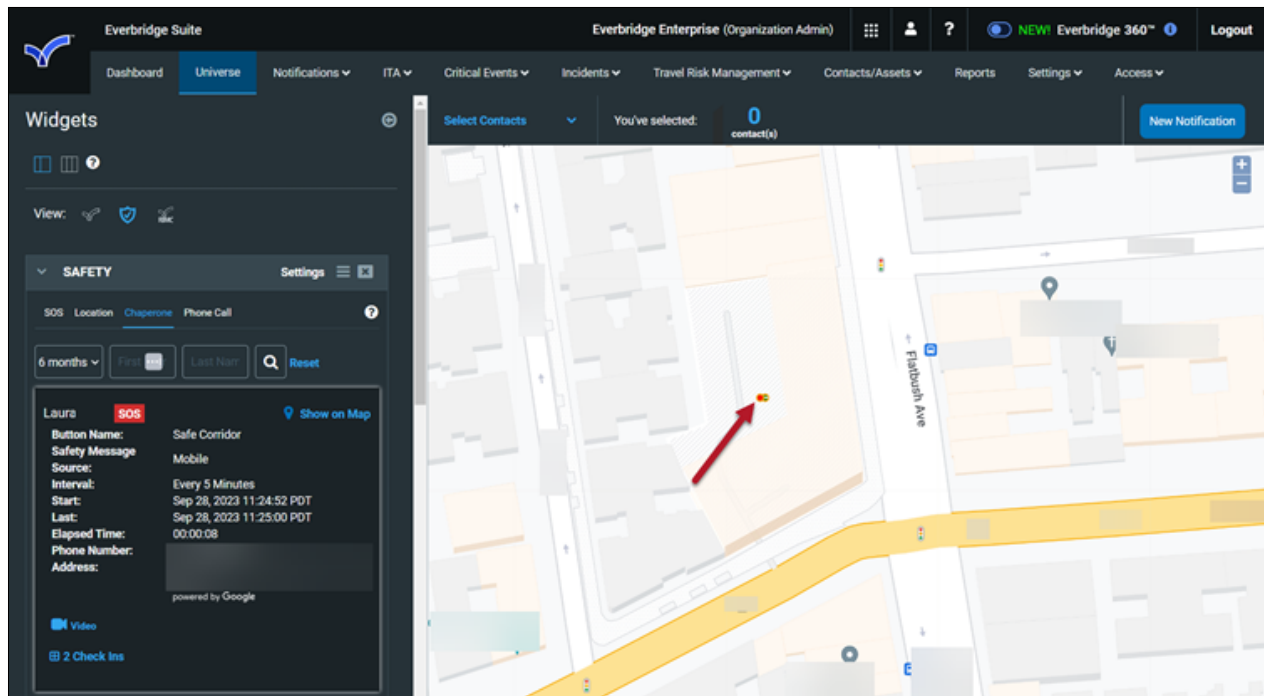 Everbridge Suite
Everbridge Enterprise (Organization Admin)
?
NEW! Everbridge 360™
Logout
Dashboard
Universe
Notifications
ITA
Critical Events
Incidents
Travel Risk Management
Contacts/Assets
Reports
Settings
Access
Widgets
?
View:
SAFETY
Settings
SOS Location Chaperone Phone Call
?
6 months
First
Last Nam
Reset
Laura SOS Show on Map
Button Name: Safe Corridor
Safety Message Source: Mobile
Interval: Every 5 Minutes
Start: Sep 28, 2023 11:24:52 PDT
Last: Sep 28, 2023 11:25:00 PDT
Elapsed Time: 00:00:08
Phone Number:
Address:
powered by Google
Video
2 Check Ins
Select Contacts
You've selected:
0
contact(s)
New Notification
+
−
Flatbush Ave